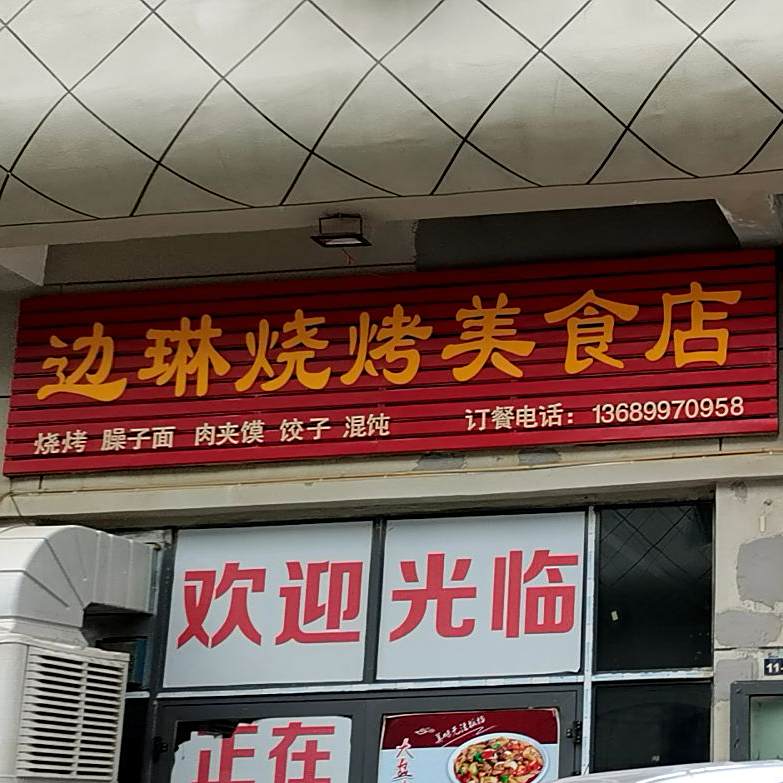 边琳烧烤美食店
烧烤 臊子面 肉夹馍 饺子 混饨 订餐电话：13689970958
欢迎光临
正在